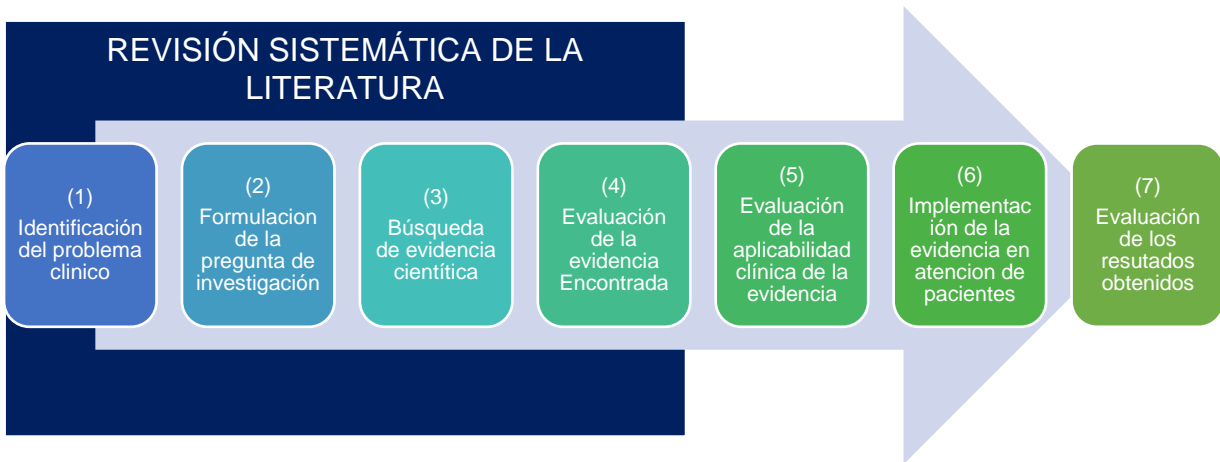 REVISIÓN SISTEMÁTICA DE LA
LITERATURA
(1)
Identificación
del problema
clinico
(2)
Formulacion
de la
pregunta de
investigación
(3)
Búsqueda
de evidencia
cientítica
(4)
Evaluación
de la
evidencia
Encontrada
(5)
Evaluación
de la
aplicabilidad
clínica de la
evidencia
(6)
Implementac
ión de la
evidencia en
atencion de
pacientes
(7)
Evaluación
de los
resutados
obtenidos